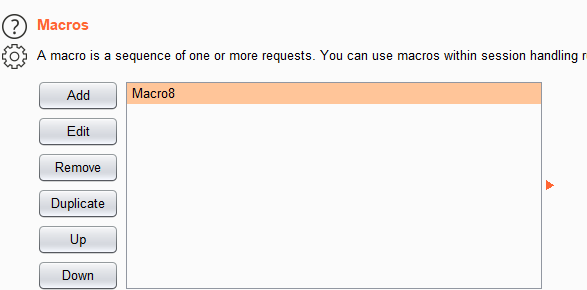 Macros
A macro is a sequence of one or more requests. You can use macros within session handling
Add
Macro8
Edit
Remove
Duplicate
Up
Down